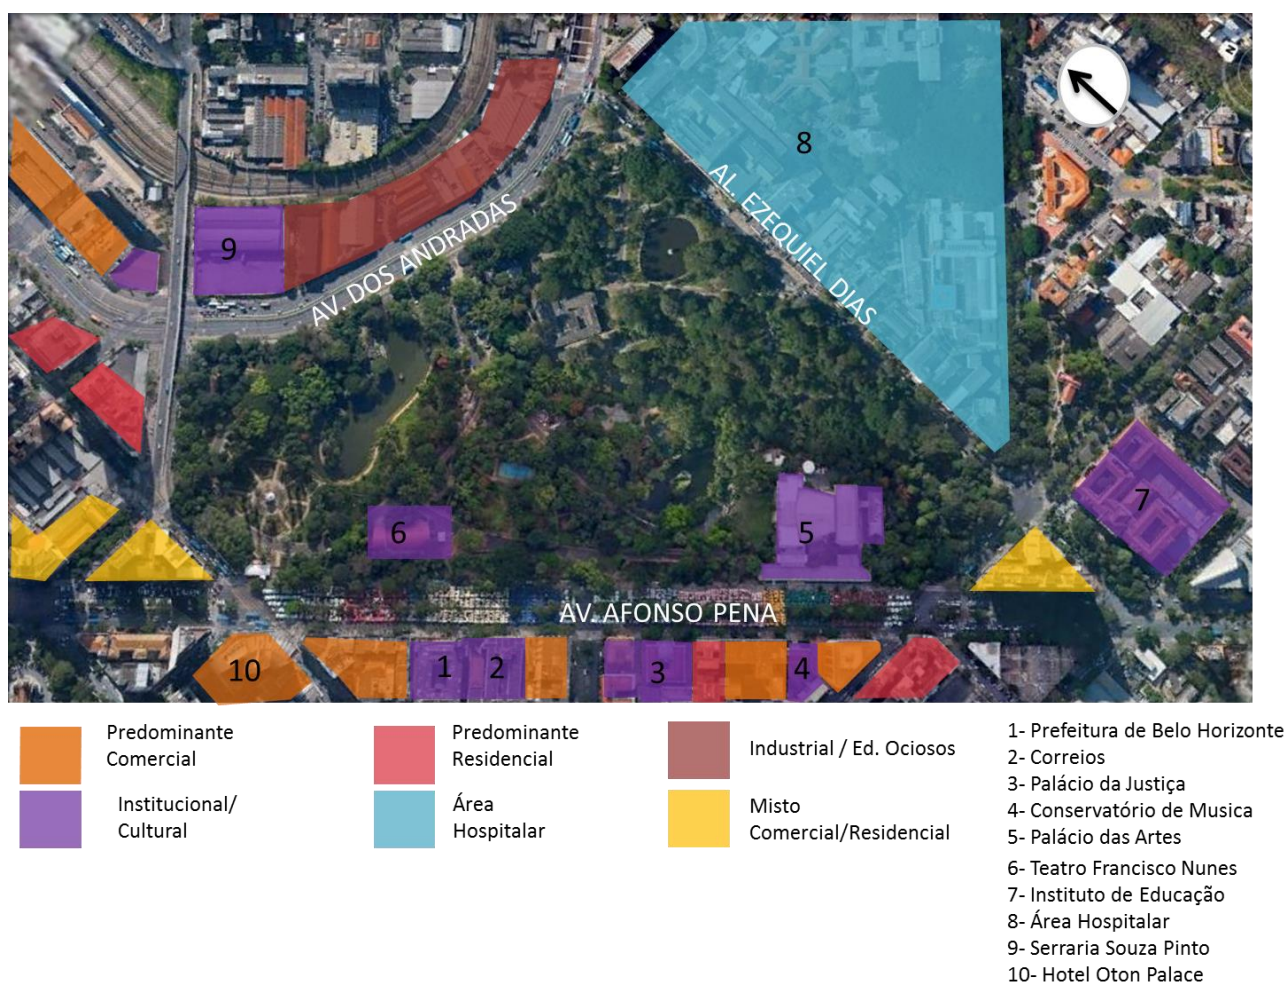 N
8
AL. EZEQUIEL DIAS
9
AV. DOS ANDRADAS
7
6
5
AV. AFONSO PENA
10
1
2
3
4
Predominante
Comercial
Predominante
Residencial
Industrial / Ed. Ociosos
Institucional/
Cultural
Área
Hospitalar
Misto
Comercial/Residencial
1- Prefeitura de Belo Horizonte
2- Correios
3- Palácio da Justiça
4- Conservatório de Musica
5- Palácio das Artes
6- Teatro Francisco Nunes
7- Instituto de Educação
8- Área Hospitalar
9- Serraria Souza Pinto
10- Hotel Oton Palace